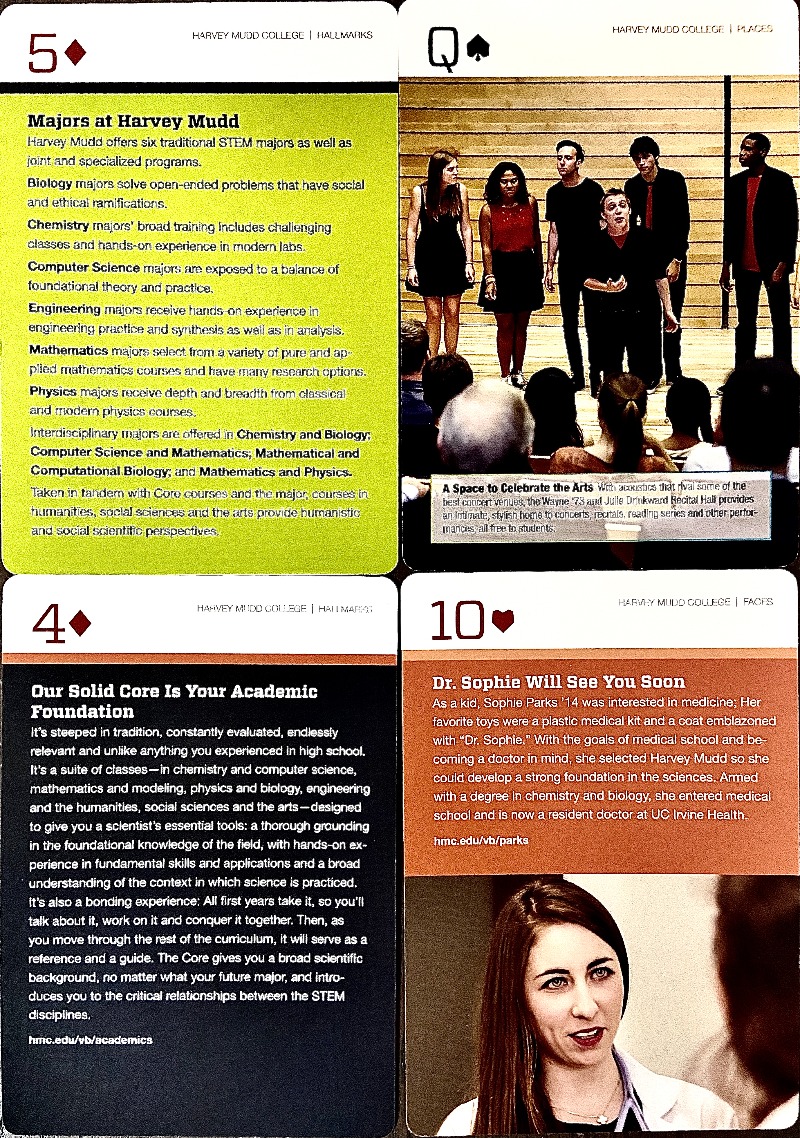 5♦
HARVEY MUDD COLLEGE | HALLMARKS
Majors at Harvey Mudd
Harvey Mudd offers six traditional STEM majors as well as
joint and specialized programs.
Biology majors solve open-ended problems that have social
and ethical ramifications.
Chemistry majors' broad training includes challenging
classes and hands-on experience in modern labs.
Computer Science majors are exposed to a balance of
foundational theory and practice.
Engineering majors receive hands-on experience in
engineering practice and synthesis as well as in analysis.
Mathematics majors select from a variety of pure and ap-
plied mathematics courses and have many research options.
Physics majors receive depth and breadth from classical
and modern physics courses.
Interdisciplinary majors are offered in Chemistry and Biology;
Computer Science and Mathematics; Mathematical and
Computational Biology; and Mathematics and Physics.
Taken in tandem with Core courses and the major, courses in
humanities, social sciences and the arts provide humanistic
and social scientific perspectives.
Q♠
HARVEY MUDD COLLEGE | PLACES
A Space to Celebrate the Arts With acoustics that rival some of the
best concert venues, the Wayne '73 and Julie Drinkward Recital Hall provides
an intimate, stylish home to concerts, recitals, reading series and other perfor-
mances, all free to students.
4♦
HARVEY MUDD COLLEGE | HALLMARKS
Our Solid Core Is Your Academic
Foundation
It's steeped in tradition, constantly evaluated, endlessly
relevant and unlike anything you experienced in high school.
It's a suite of classes—in chemistry and computer science,
mathematics and modeling, physics and biology, engineering
and the humanities, social sciences and the arts—designed
to give you a scientist's essential tools: a thorough grounding
in the foundational knowledge of the field, with hands-on ex-
perience in fundamental skills and applications and a broad
understanding of the context in which science is practiced.
It's also a bonding experience: All first years take it, so you'll
talk about it, work on it and conquer it together. Then, as
you move through the rest of the curriculum, it will serve as a
reference and a guide. The Core gives you a broad scientific
background, no matter what your future major, and intro-
duces you to the critical relationships between the STEM
disciplines.
hmc.edu/vb/academics
10♥
HARVEY MUDD COLLEGE | FACES
Dr. Sophie Will See You Soon
As a kid, Sophie Parks '14 was interested in medicine; Her
favorite toys were a plastic medical kit and a coat emblazoned
with "Dr. Sophie." With the goals of medical school and be-
coming a doctor in mind, she selected Harvey Mudd so she
could develop a strong foundation in the sciences. Armed
with a degree in chemistry and biology, she entered medical
school and is now a resident doctor at UC Irvine Health.
hmc.edu/vb/parks